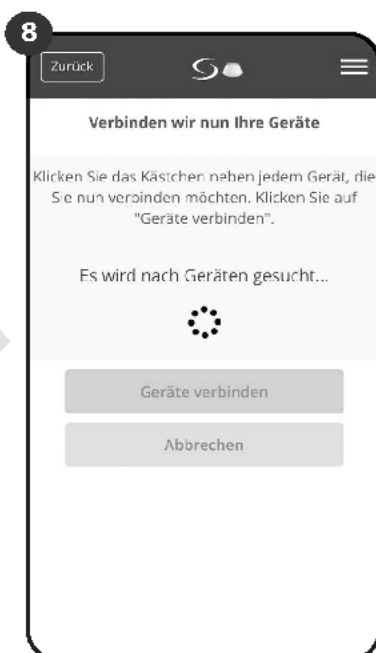 8
Zurück
Verbinden wir nun Ihre Geräte
Klicken Sie das Kästchen neben jedem Gerät, die
Sie nun verbinden möchten. Klicken Sie auf
"Geräte verbinden".
Es wird nach Geräten gesucht...
Geräte verbinden
Abbrechen